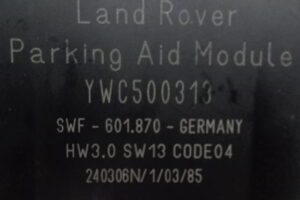 Land Rover
Parking Aid Module
YWC500313
SWF - 601.870 - GERMANY
HW3.0 SW13 CODE04
240306N/1/03/85